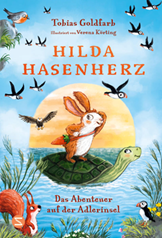 Tobias Goldfarb
Illustriert von Verena Körting
HILDA
HASENHERZ
Das Abenteuer
auf der Adlerinsel